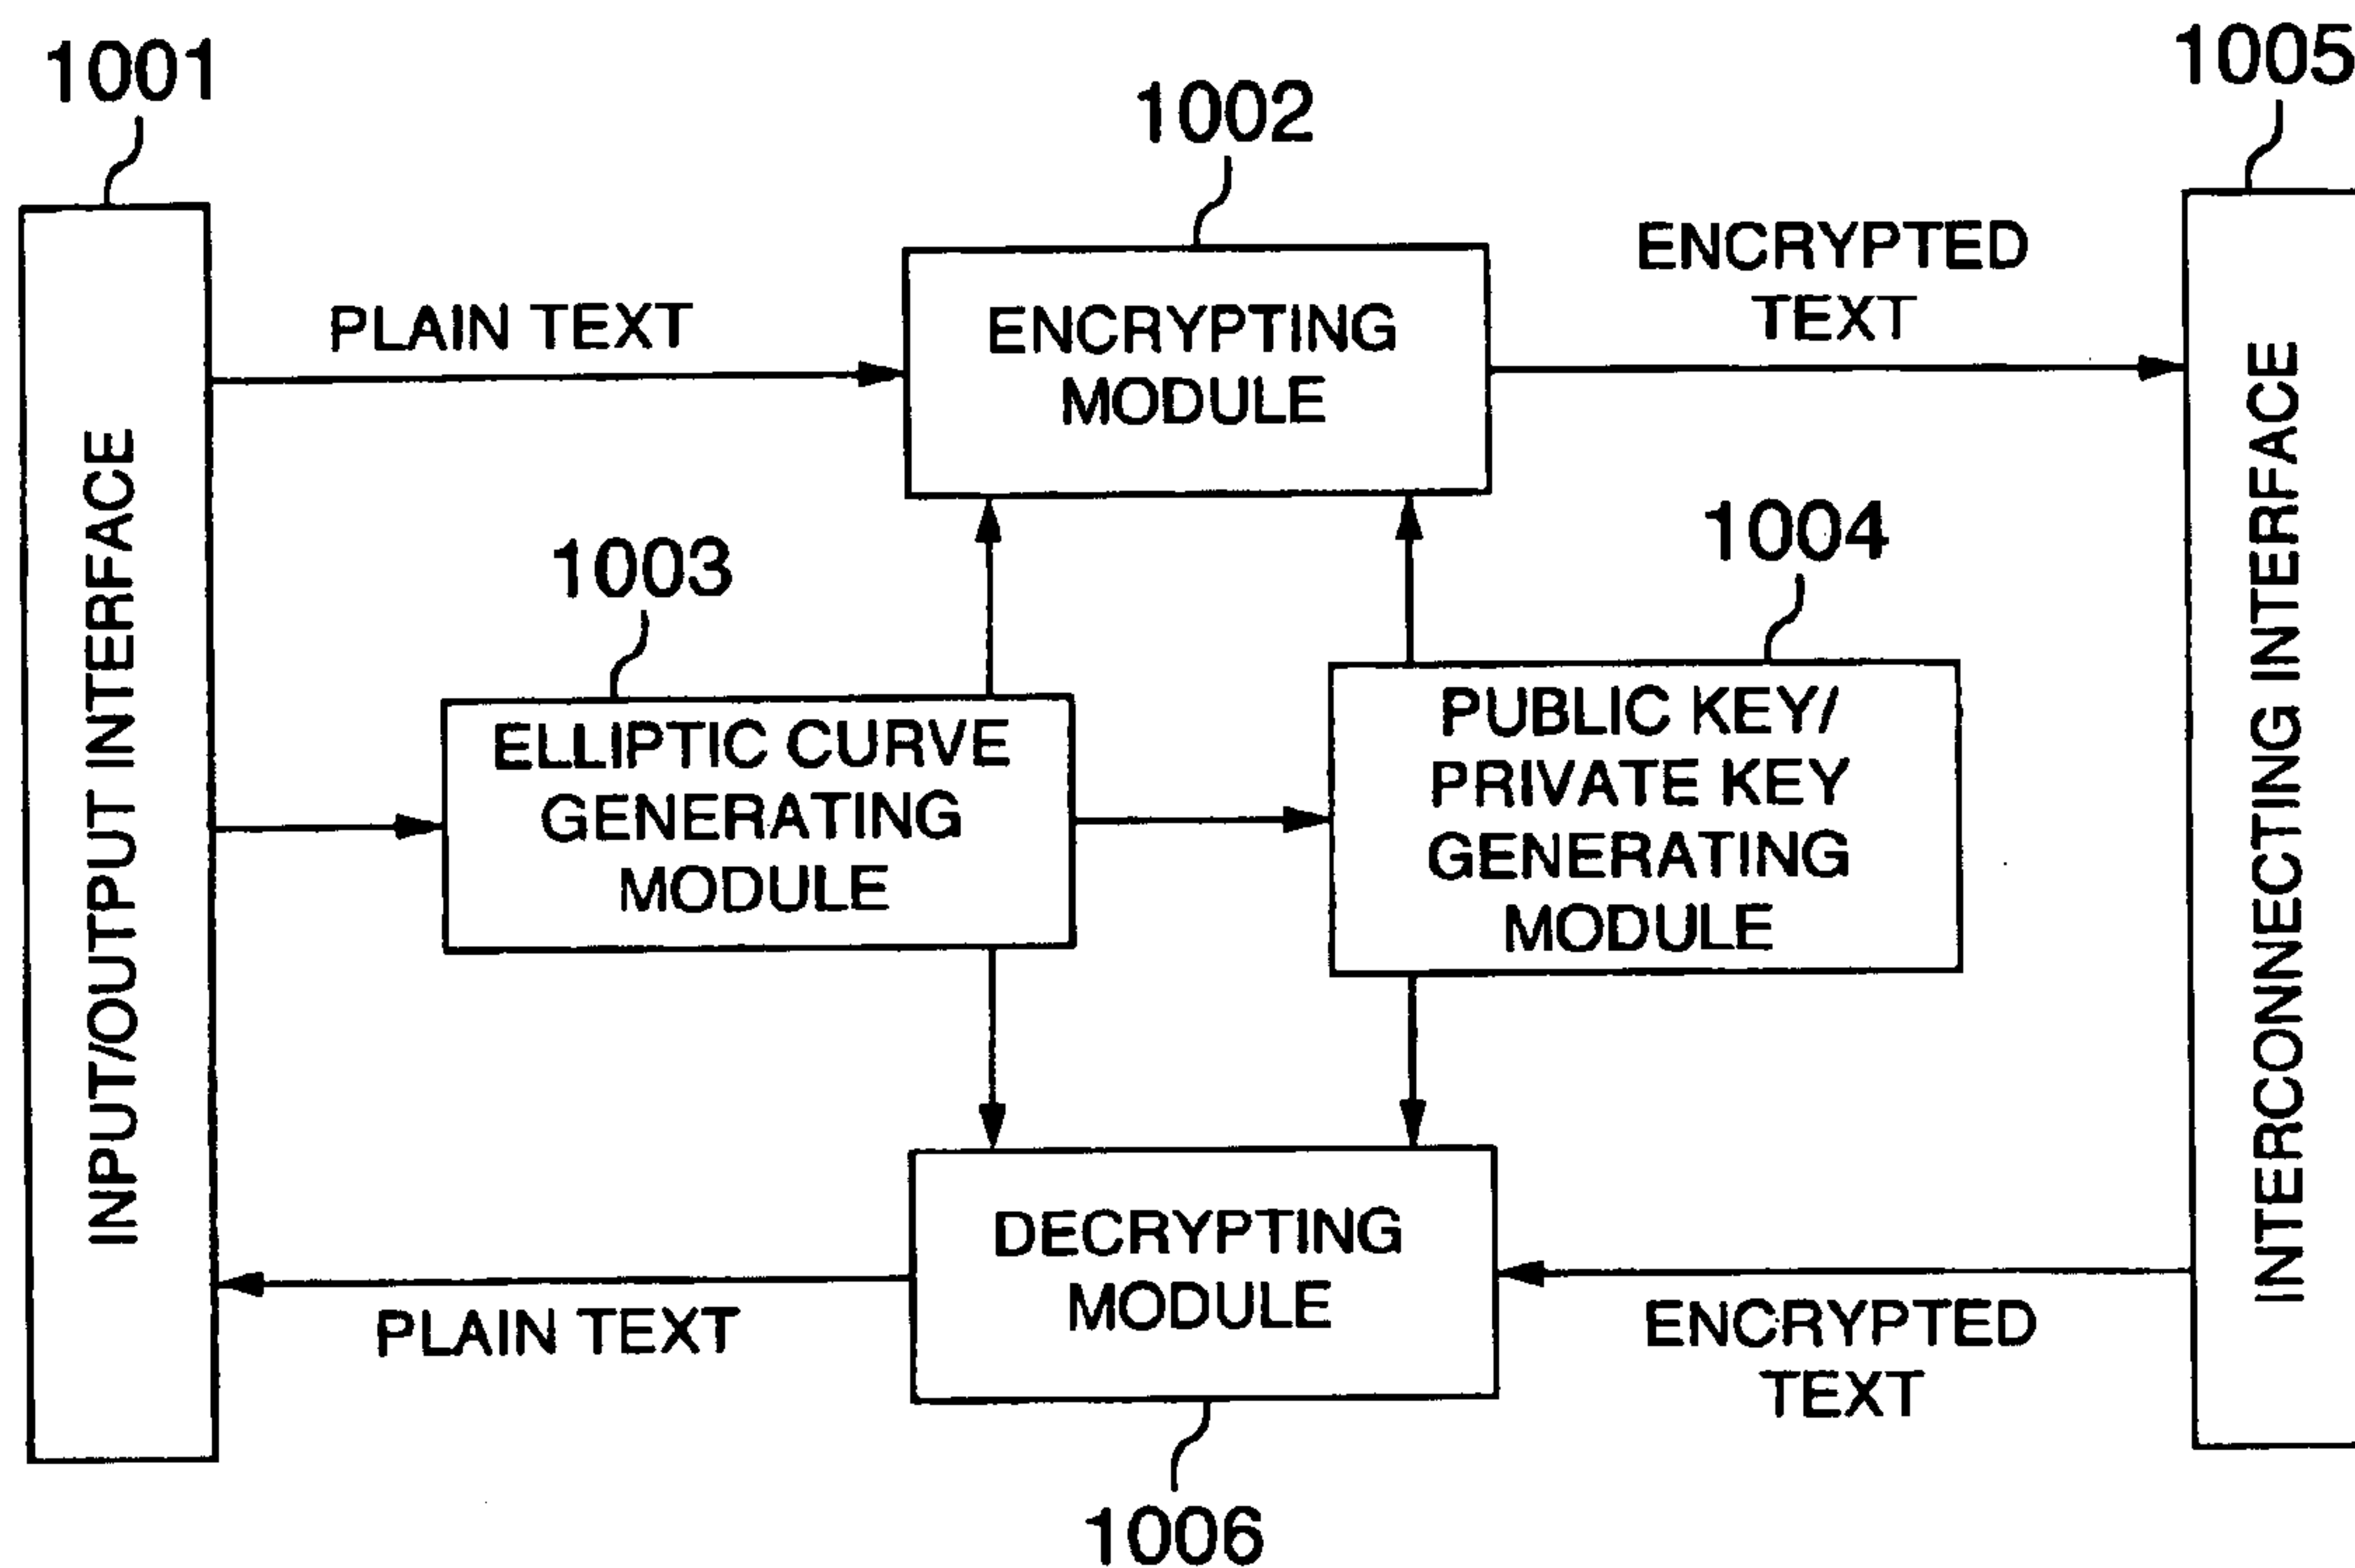 1001
1005
1002
ENCRYPTED
TEXT
PLAIN TEXT
ENCRYPTING
MODULE
INPUT/OUTPUT INTERFACE
INTERCONNECTING INTERFACE
1003
1004
ELLIPTIC CURVE
GENERATING
MODULE
PUBLIC KEY/
PRIVATE KEY
GENERATING
MODULE
DECRYPTING
MODULE
PLAIN TEXT
ENCRYPTED
TEXT
1006